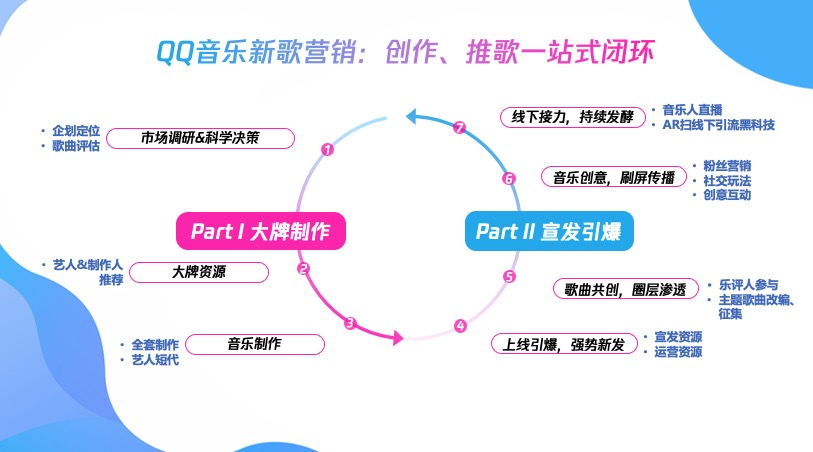 QQ音乐新歌营销：创作、推歌一站式闭环
• 企划定位
• 歌曲评估
市场调研&科学决策
1
Part I 大牌制作
• 艺人&制作人
推荐
大牌资源
2
• 全套制作
• 艺人短代
音乐制作
3
4
上线引爆，强势新发
• 宣发资源
• 运营资源
5
歌曲共创，圈层渗透
• 乐评人参与
• 主题歌曲改编、
征集
Part II 宣发引爆
6
音乐创意，刷屏传播
• 粉丝营销
• 社交玩法
• 创意互动
7
线下接力，持续发酵
• 音乐人直播
• AR扫线下引流黑科技